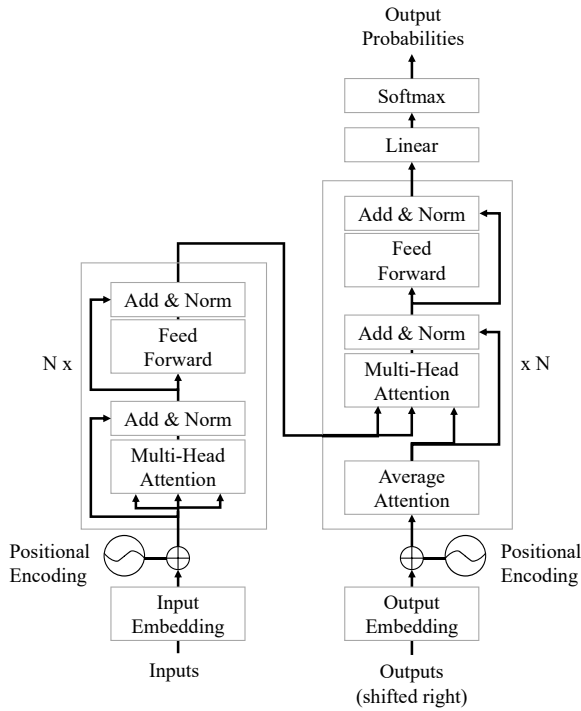 Output
Probabilities
Softmax
Linear
Add & Norm
Feed
Forward
Add & Norm
Multi-Head
Attention
x N
Average
Attention
Positional
Encoding
Output
Embedding
Outputs
(shifted right)
Add & Norm
Feed
Forward
N x
Add & Norm
Multi-Head
Attention
Positional
Encoding
Input
Embedding
Inputs